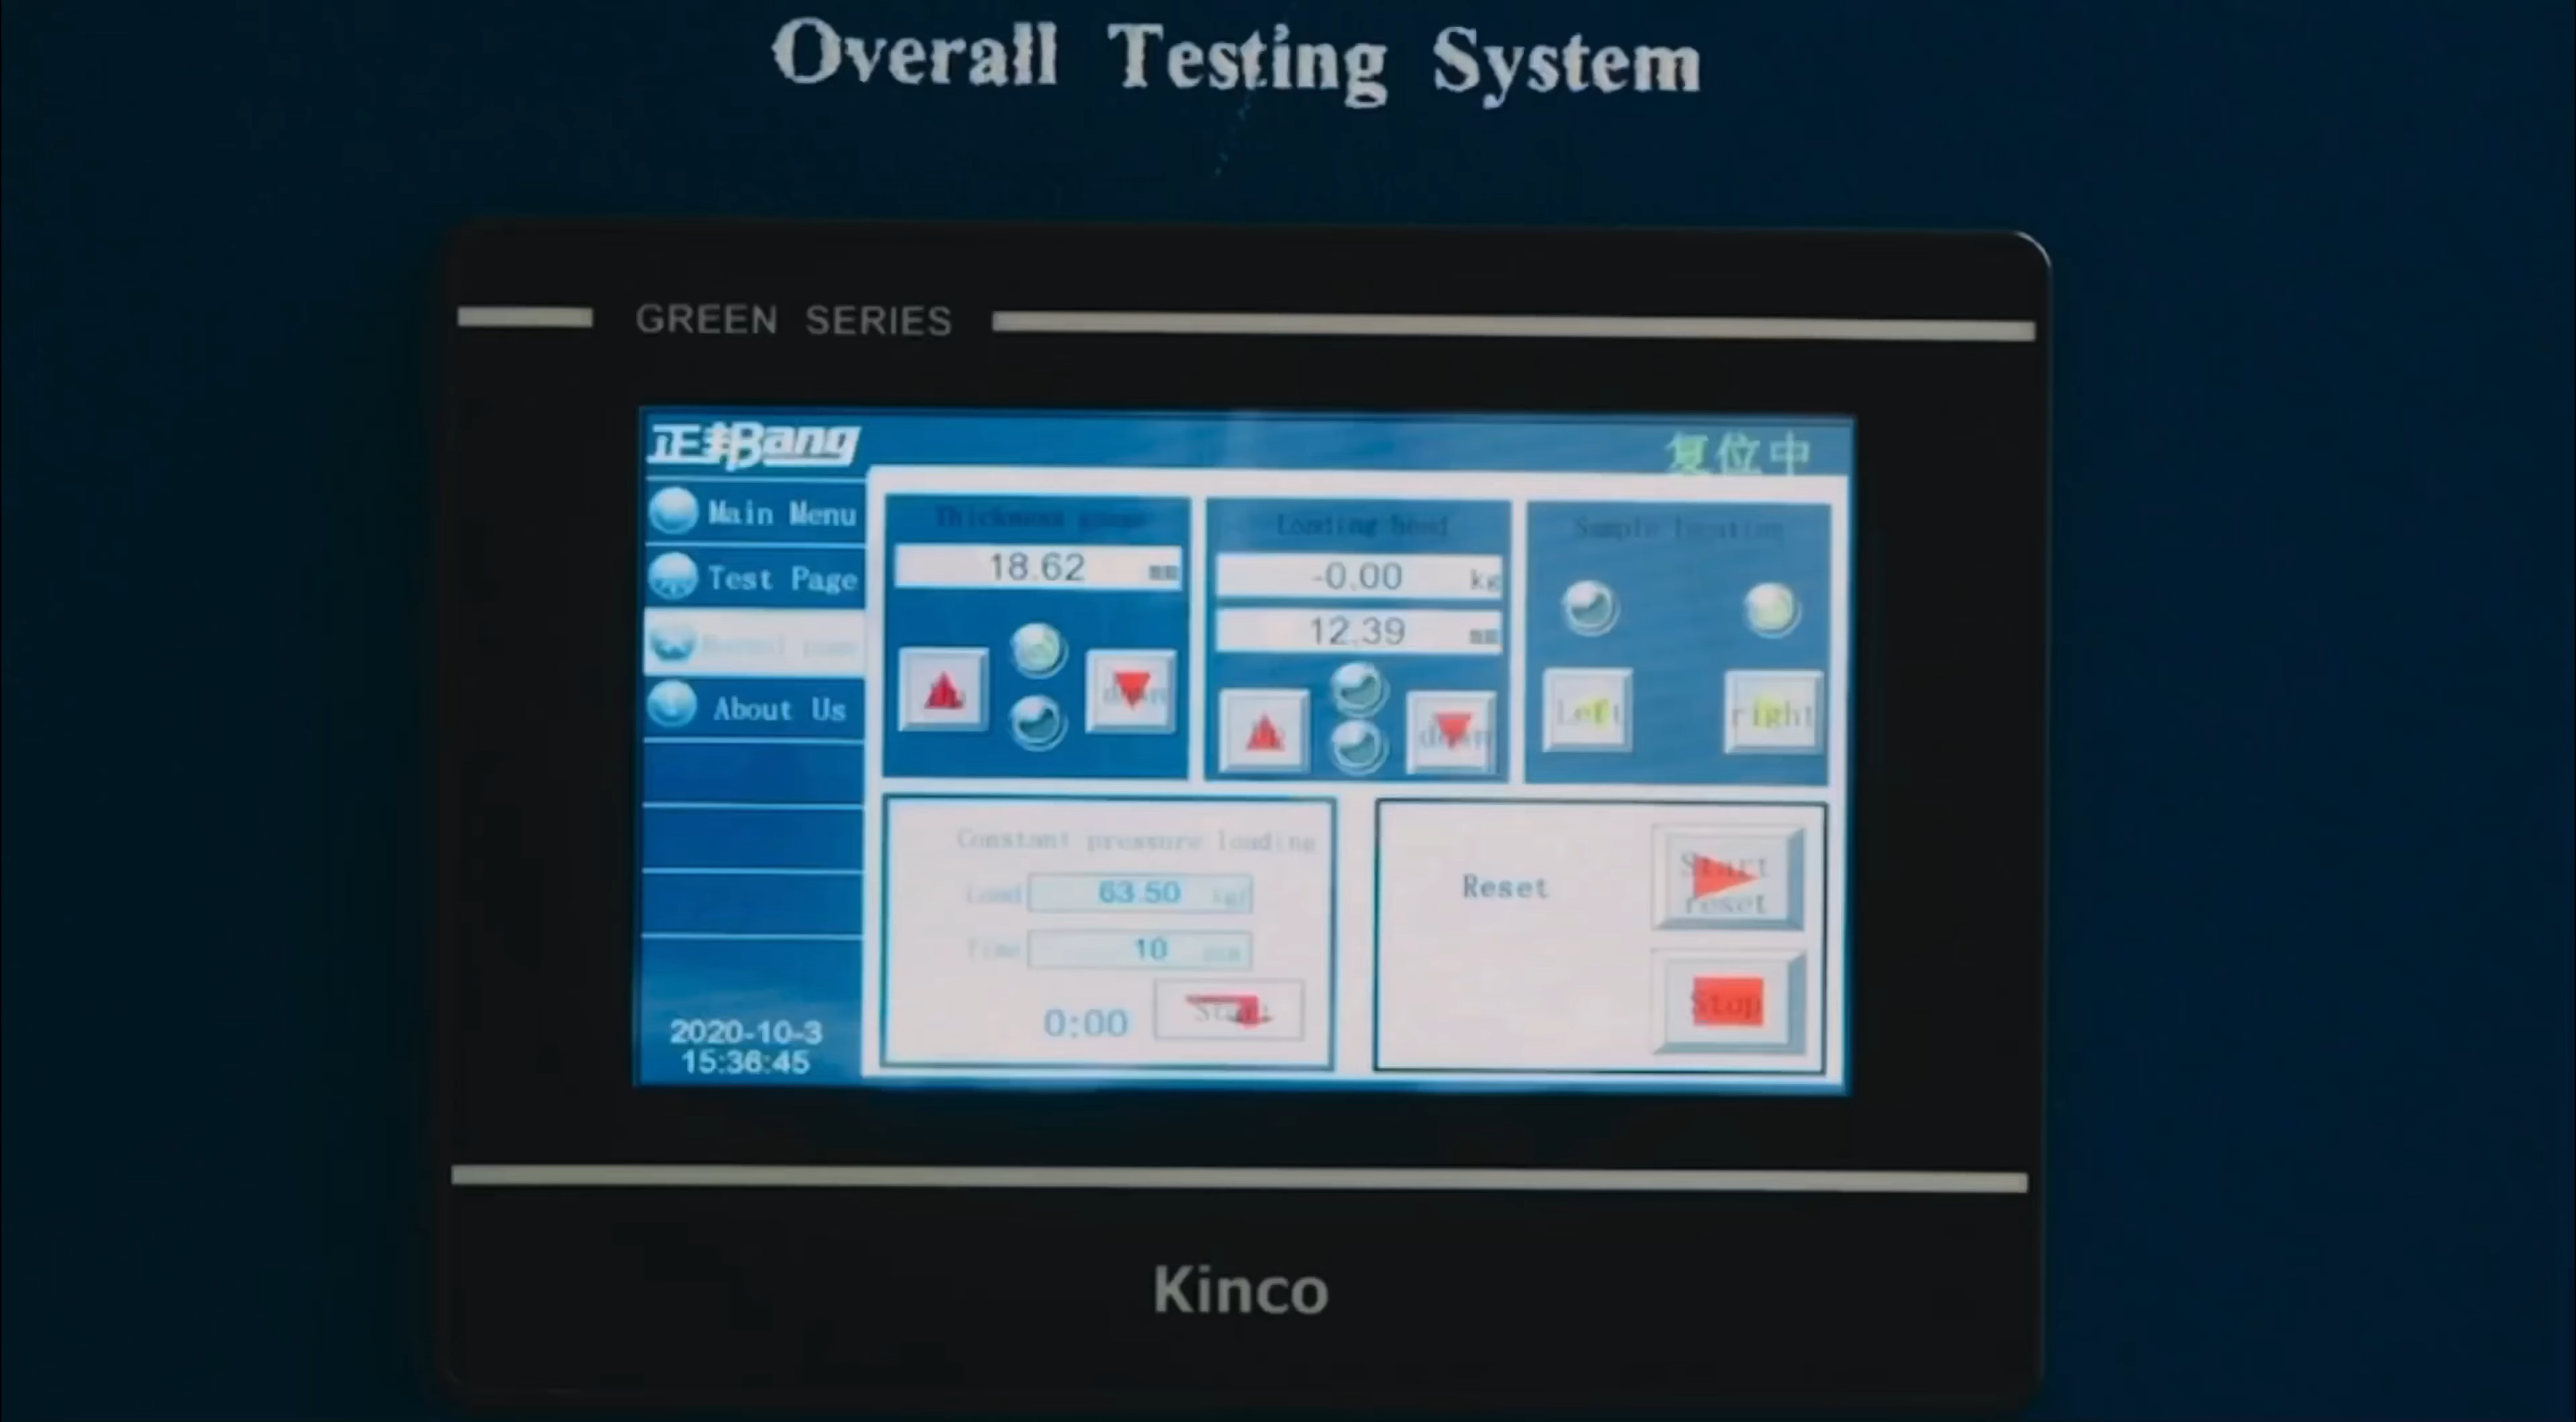 Overall Testing System
GREEN SERIES
正邦Bang
复位中
Main Menu
Test Page
About Us
2020-10-3
15:36:45
Thickness gauge
18.62 mm
Up
down
Loading head
-0.00 kg
12.39 mm
Up
down
Sample location
Left
right
Constant pressure loading
Load 63.50 kgf
Time 10
0:00
Start
Reset
Start
reset
Stop
Kinco